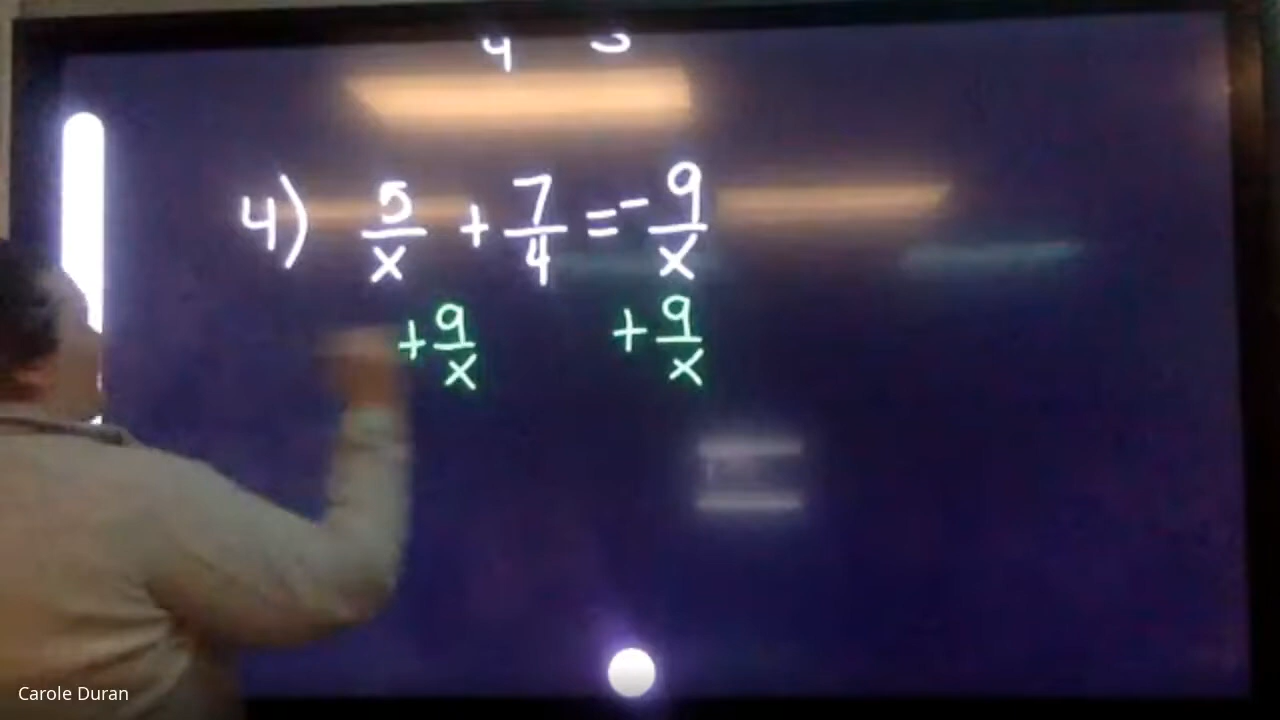 4) 5/x + 7/4 = - 9/x
+ 9/x + 9/x
Carole Duran